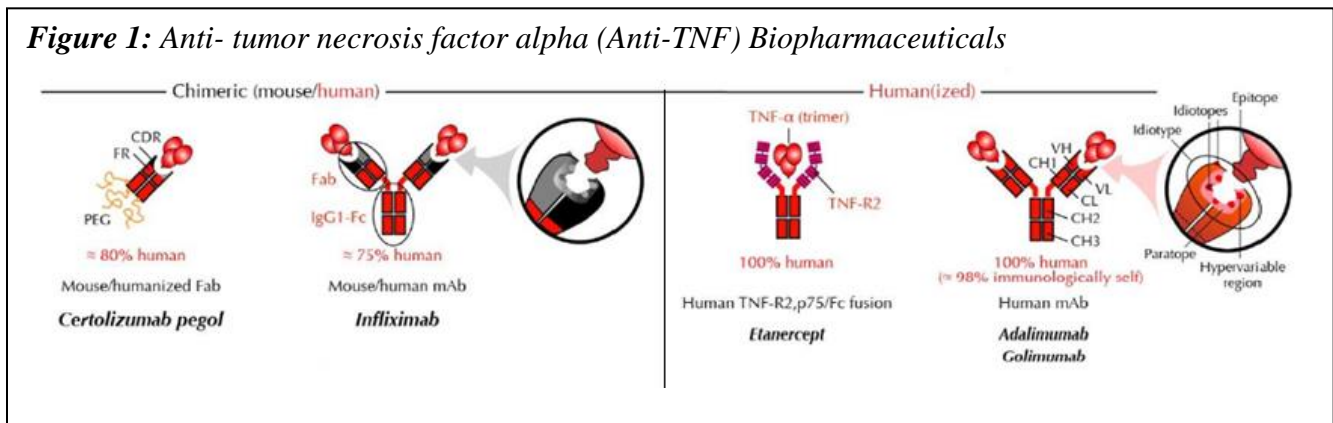 Figure 1: Anti- tumor necrosis factor alpha (Anti-TNF) Biopharmaceuticals
Chimeric (mouse/human)
CDR
FR
PEG
≈ 80% human
Mouse/humanized Fab
Certolizumab pegol
Fab
IgG1-Fc
≈ 75% human
Mouse/human mAb
Infliximab
Human(ized)
TNF-α (trimer)
TNF-R2
100% human
Human TNF-R2,p75/Fc fusion
Etanercept
VH
CH1
VL
CL
CH2
CH3
100% human
(≈ 98% immunologically self)
Human mAb
Adalimumab
Golimumab
Epitope
Idiotopes
Idiotype
Paratope
Hypervariable
region